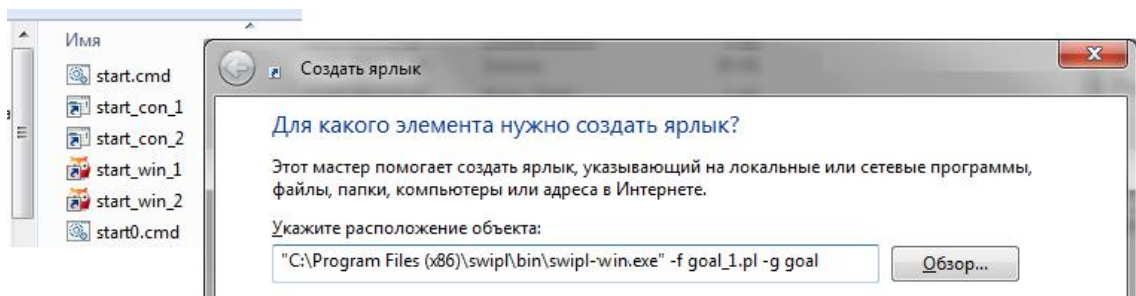 Имя
start.cmd
start_con_1
start_con_2
start_win_1
start_win_2
start0.cmd
Создать ярлык
Для какого элемента нужно создать ярлык?
Этот мастер помогает создать ярлык, указывающий на локальные или сетевые программы,
файлы, папки, компьютеры или адреса в Интернете.
Укажите расположение объекта:
"C:\Program Files (x86)\swipl\bin\swipl-win.exe" -f goal_1.pl -g goal
Обзор...